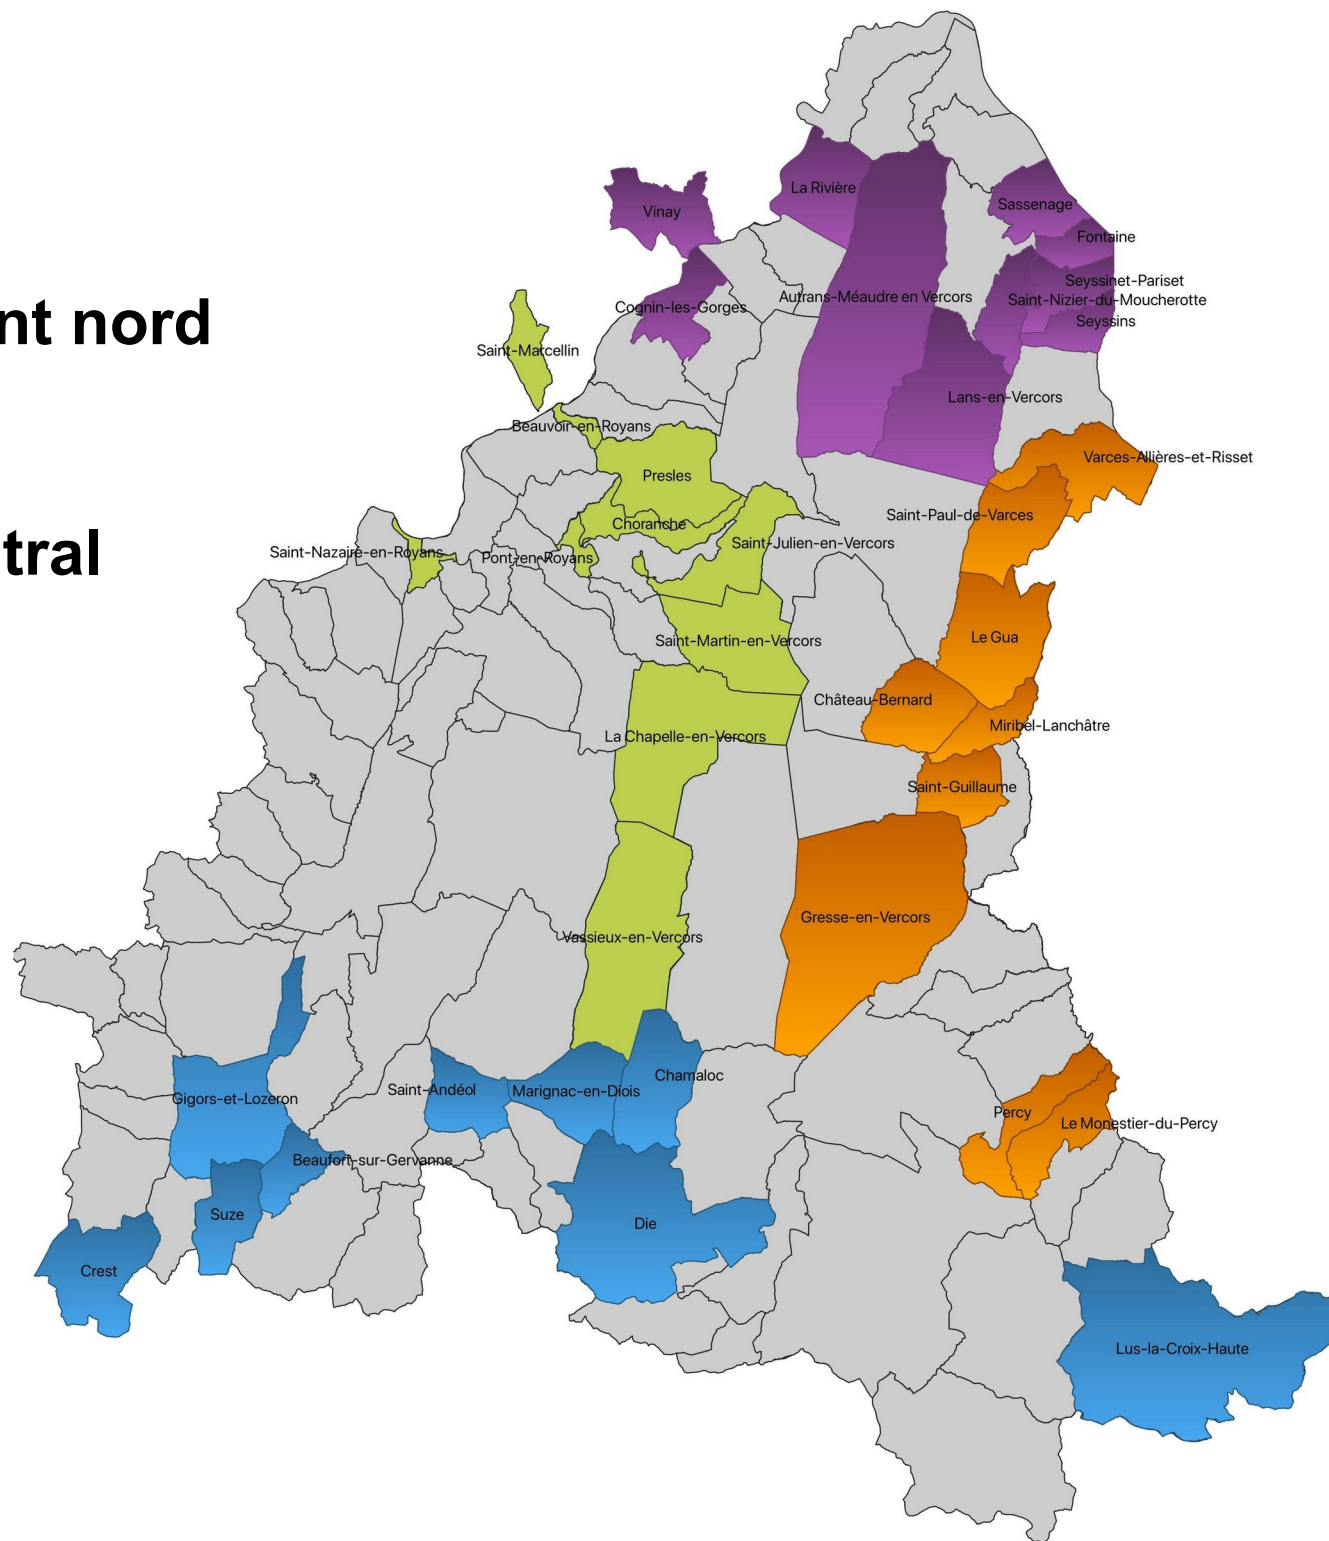 La Rivière
Sassenage
Vinay
Fontaine
Seyssinet-Pariset
Autrans-Méaudre en Vercors
Saint-Nizier-du-Moucherotte
Cognin-les-Gorges
Seyssins
nt nord
Saint-Marcellin
Lans-en-Vercors
Beauvoir-en-Royans
Varces-Allières-et-Risset
Presles
Saint-Paul-de-Varces
Choranche
Saint-Julien-en-Vercors
tral
Saint-Nazaire-en-Royans
Pont-en-Royans
Le Gua
Saint-Martin-en-Vercors
Château-Bernard
Miribel-Lanchâtre
La Chapelle-en-Vercors
Saint-Guillaume
Gresse-en-Vercors
Vassieux-en-Vercors
Chamaloc
Saint-Andéol
Marignac-en-Diois
Gigors-et-Lozeron
Percy
Le Monestier-du-Percy
Beaufort-sur-Gervanne
Suze
Die
Crest
Lus-la-Croix-Haute